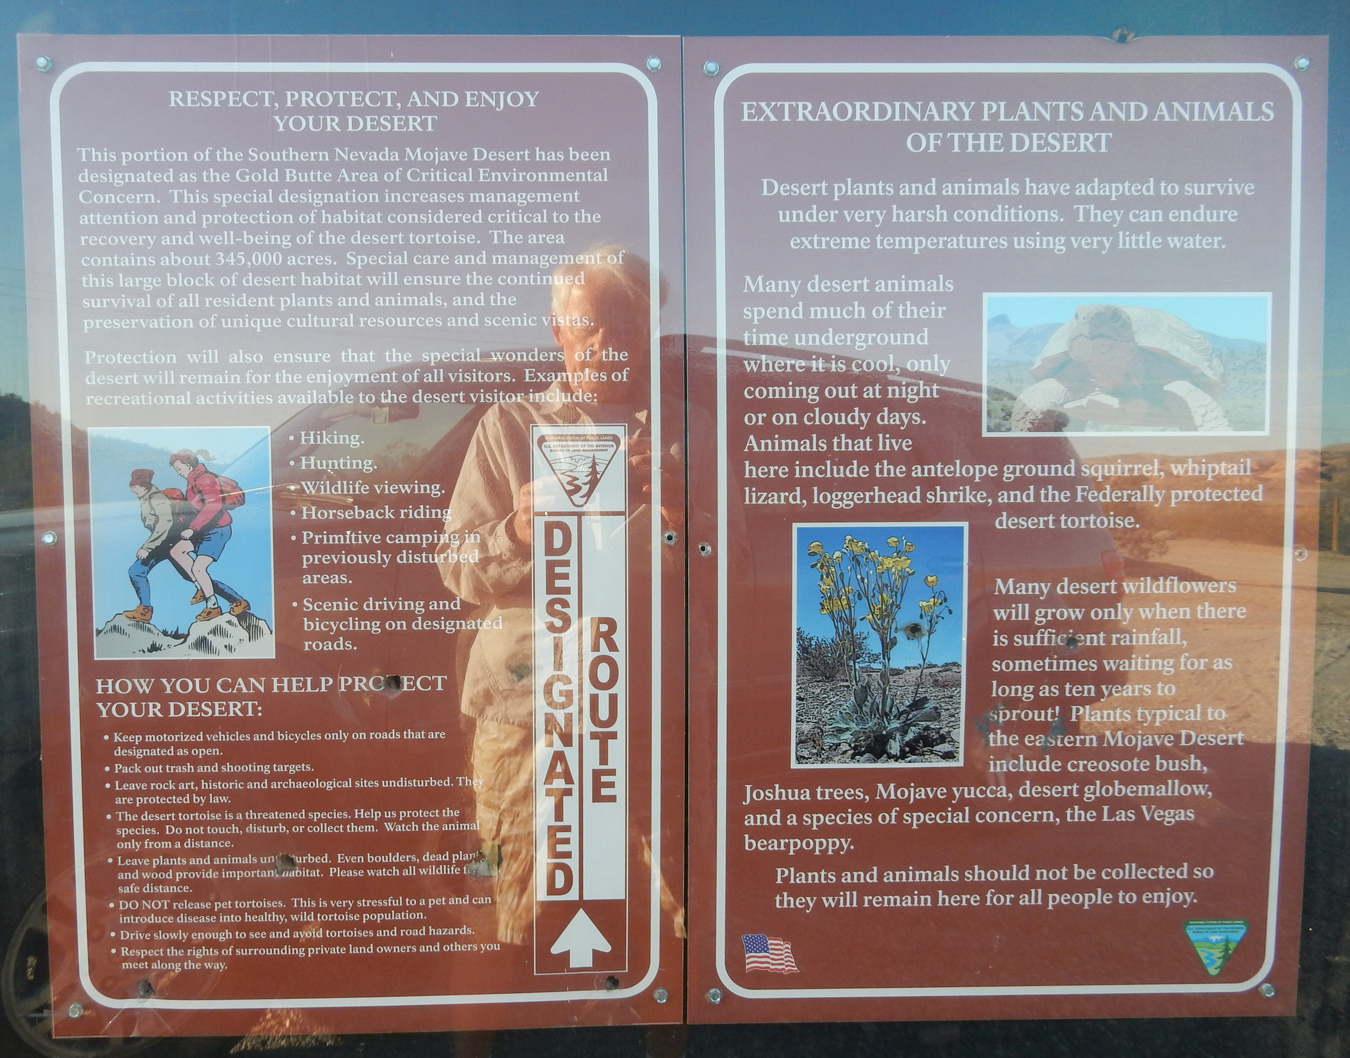 RESPECT, PROTECT, AND ENJOY
YOUR DESERT
This portion of the Southern Nevada Mojave Desert has been
designated as the Gold Butte Area of Critical Environmental
Concern. This special designation increases management
attention and protection of habitat considered critical to the
recovery and well-being of the desert tortoise. The area
contains about 345,000 acres. Special care and management of
this large block of desert habitat will ensure the continued
survival of all resident plants and animals, and the
preservation of unique cultural resources and scenic vistas.
Protection will also ensure that the special wonders of the
desert will remain for the enjoyment of all visitors. Examples of
recreational activities available to the desert visitor include:
• Hiking.
• Hunting.
• Wildlife viewing.
• Horseback riding
• Primitive camping in
previously disturbed
areas.
• Scenic driving and
bicycling on designated
roads.
DESIGNATED
ROUTE
HOW YOU CAN HELP PROTECT
YOUR DESERT:
• Keep motorized vehicles and bicycles only on roads that are
designated as open.
• Pack out trash and shooting targets.
• Leave rock art, historic and archaeological sites undisturbed. They
are protected by law.
• The desert tortoise is a threatened species. Help us protect the
species. Do not touch, disturb, or collect them. Watch the animal
only from a distance.
• Leave plants and animals undisturbed. Even boulders, dead plants
and wood provide important habitat. Please watch all wildlife
safe distance.
• DO NOT release pet tortoises. This is very stressful to a pet and can
introduce disease into healthy, wild tortoise population.
• Drive slowly enough to see and avoid tortoises and road hazards.
• Respect the rights of surrounding private land owners and others you
meet along the way.
EXTRAORDINARY PLANTS AND ANIMALS
OF THE DESERT
Desert plants and animals have adapted to survive
under very harsh conditions. They can endure
extreme temperatures using very little water.
Many desert animals
spend much of their
time underground
where it is cool, only
coming out at night
or on cloudy days.
Animals that live
here include the antelope ground squirrel, whiptail
lizard, loggerhead shrike, and the Federally protected
desert tortoise.
Many desert wildflowers
will grow only when there
is sufficient rainfall,
sometimes waiting for as
long as ten years to
sprout! Plants typical to
the eastern Mojave Desert
include creosote bush,
Joshua trees, Mojave yucca, desert globemallow,
and a species of special concern, the Las Vegas
bearpoppy.
Plants and animals should not be collected so
they will remain here for all people to enjoy.